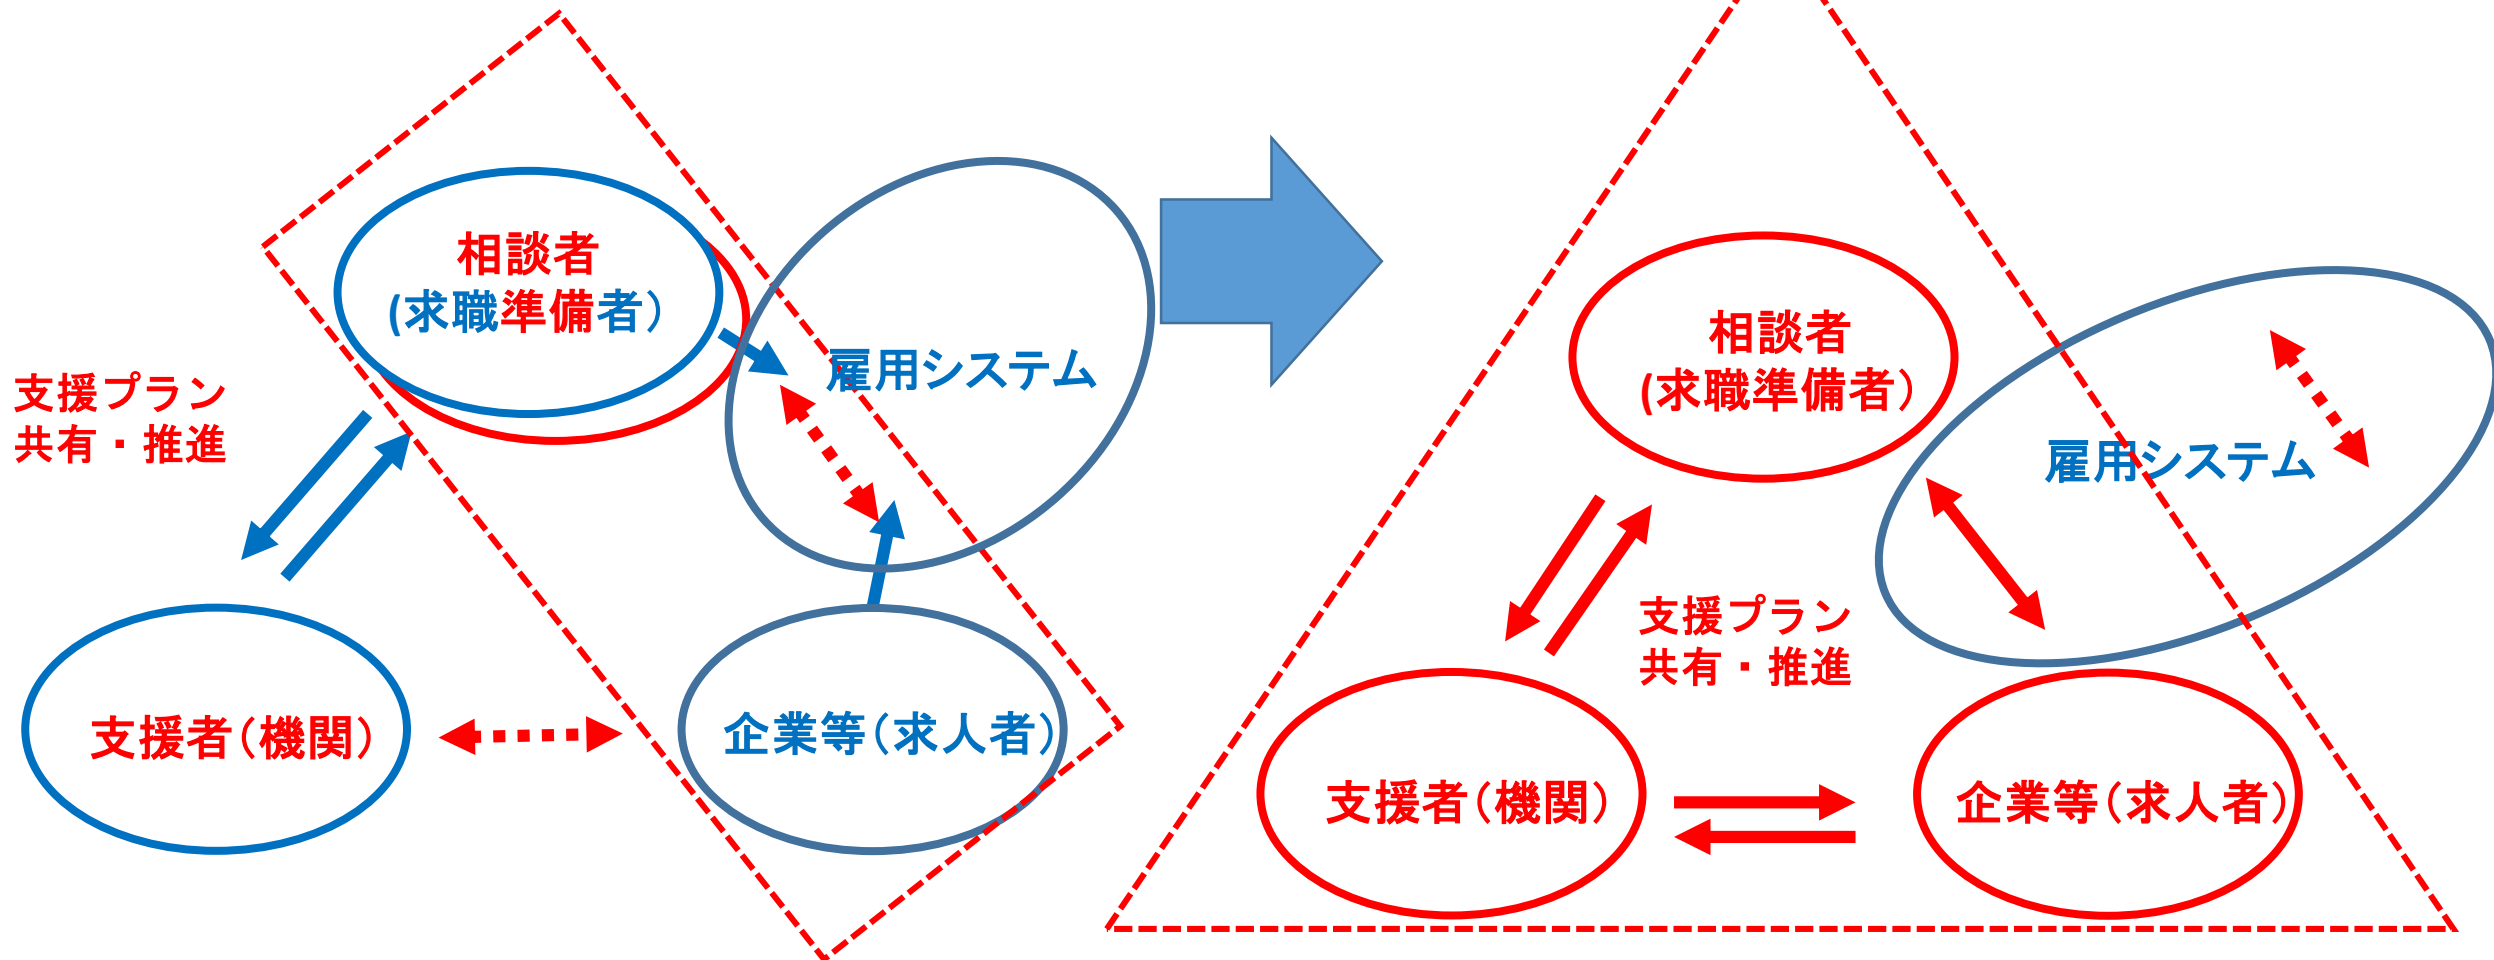 相談者
（求職準備者）
雇用システム
支援プラン
共有・催進
支援者（機関）
企業等（求人者）
相談者
（求職準備者）
雇用システム
支援プラン
共有・催進
支援者（機関）
企業等（求人者）